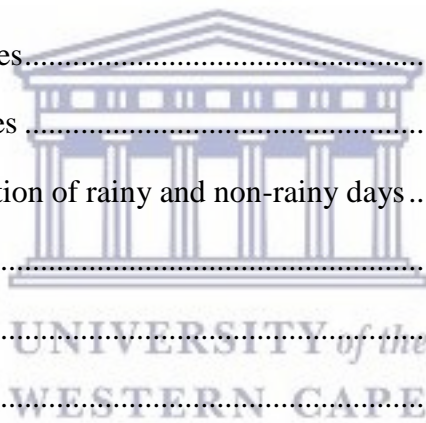 es..........................................................
es ..........................................................
tion of rainy and non-rainy days ..
..........................................................
UNIVERSITY of the
..........................................................
WESTERN CAPE
..........................................................